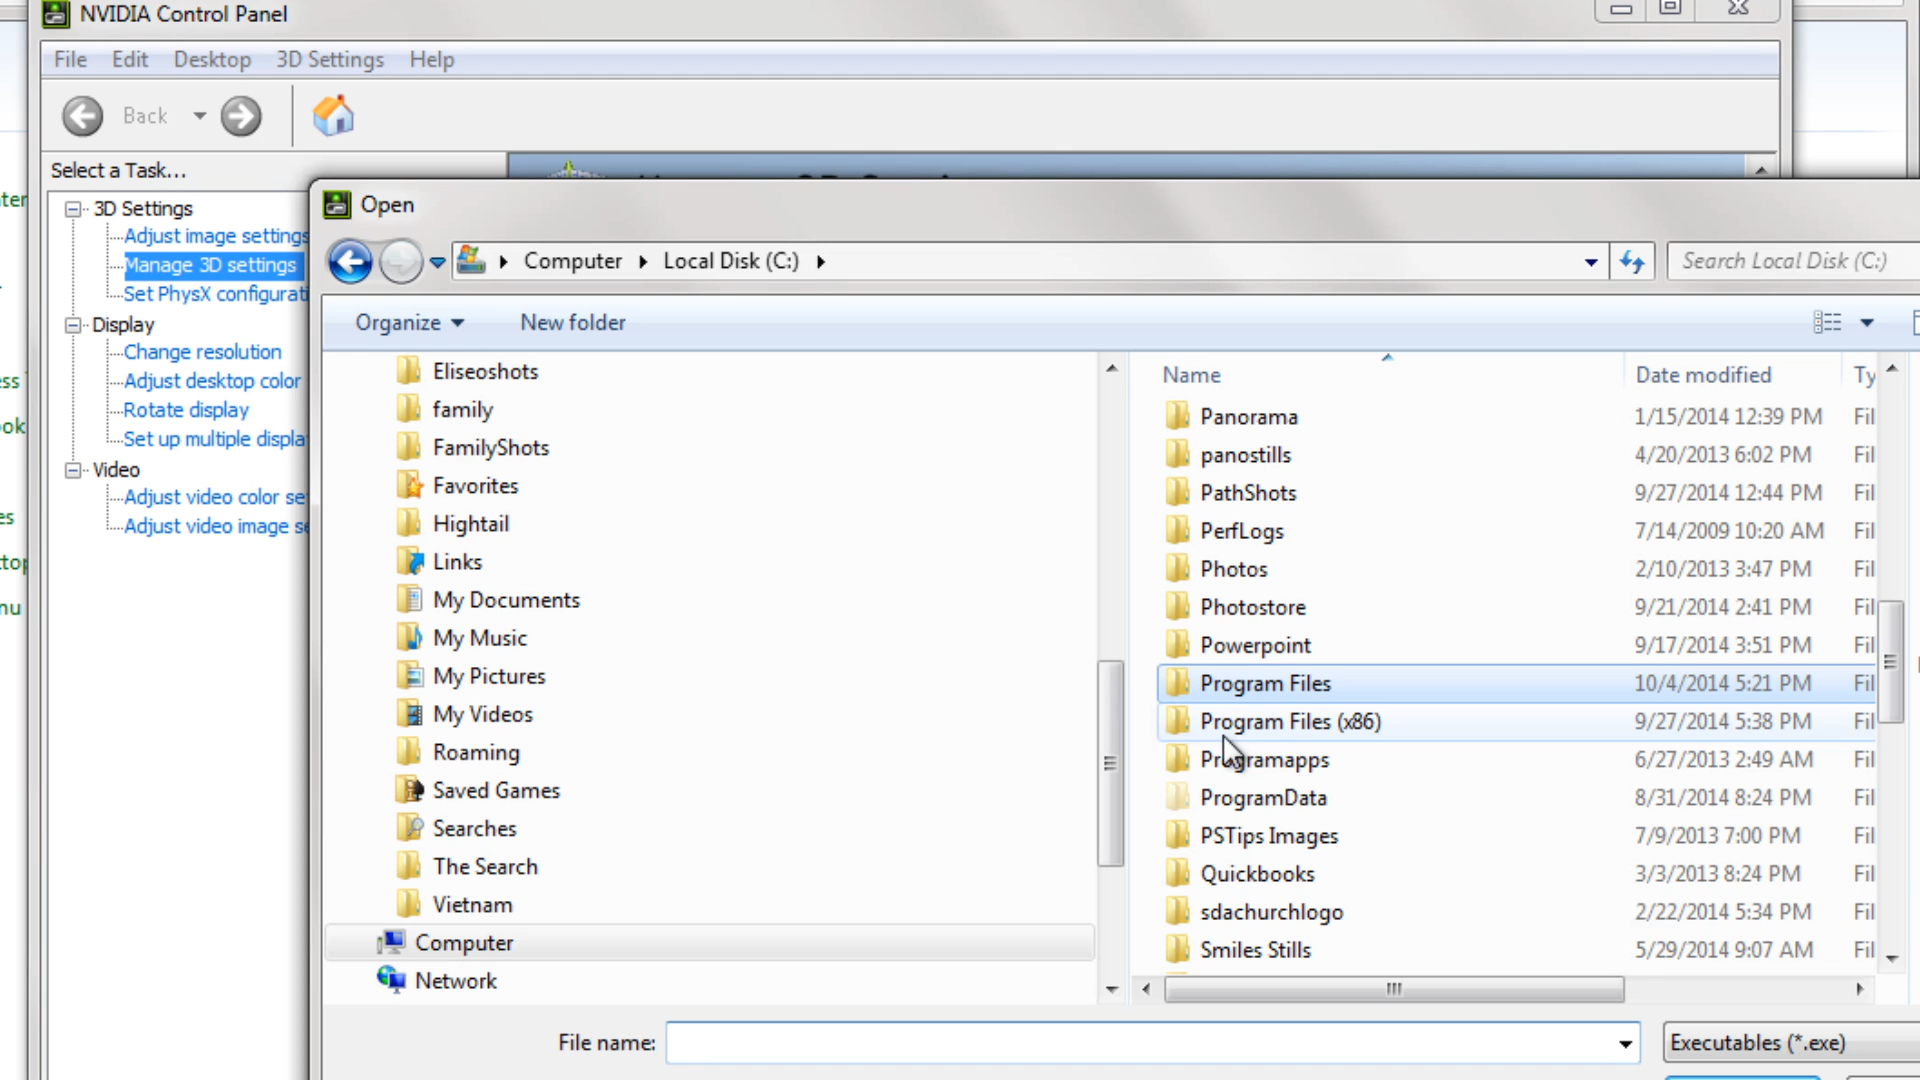 NVIDIA Control Panel
File Edit Desktop 3D Settings Help
Back
Select a Task...
3D Settings
Adjust image settings
Manage 3D settings
Set PhysX configurati
Display
Change resolution
Adjust desktop color
Rotate display
Set up multiple displa
Video
Adjust video color se
Adjust video image se
Open
Computer Local Disk (C:)
Search Local Disk (C:)
Organize New folder
Eliseoshots
family
FamilyShots
Favorites
Hightail
Links
My Documents
My Music
My Pictures
My Videos
Roaming
Saved Games
Searches
The Search
Vietnam
Computer
Network
Name Date modified Ty
Panorama 1/15/2014 12:39 PM Fil
panostills 4/20/2013 6:02 PM Fil
PathShots 9/27/2014 12:44 PM Fil
PerfLogs 7/14/2009 10:20 AM Fil
Photos 2/10/2013 3:47 PM Fil
Photostore 9/21/2014 2:41 PM Fil
Powerpoint 9/17/2014 3:51 PM Fil
Program Files 10/4/2014 5:21 PM Fil
Program Files (x86) 9/27/2014 5:38 PM Fil
Programapps 6/27/2013 2:49 AM Fil
ProgramData 8/31/2014 8:24 PM Fil
PSTips Images 7/9/2013 7:00 PM Fil
Quickbooks 3/3/2013 8:24 PM Fil
sdachurchlogo 2/22/2014 5:34 PM Fil
Smiles Stills 5/29/2014 9:07 AM Fil
File name:
Executables (*.exe)